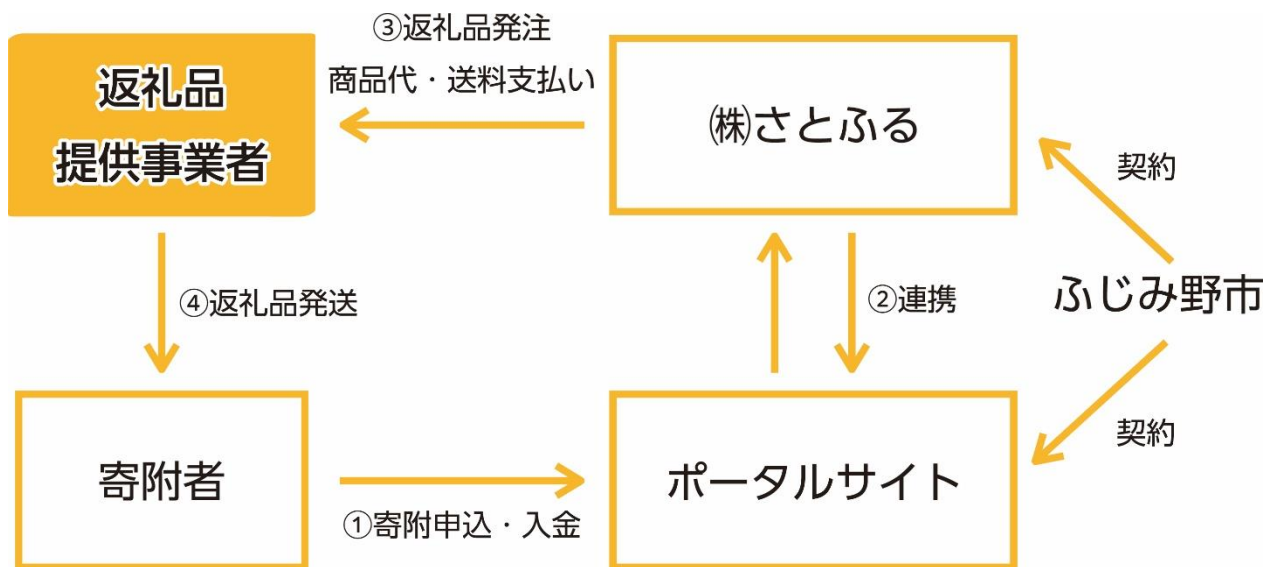 ③返礼品発注
商品代・送料支払い
返礼品
提供事業者
㈱さとふる
契約
④返礼品発送
②連携
ふじみ野市
寄附者
①寄附申込・入金
ポータルサイト
契約